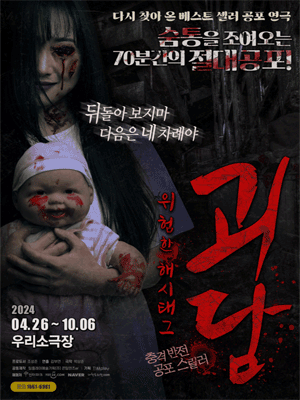 다시 찾아 온 베스트 셀러 공포 연극
숨통을 조여오는
70분간의 절대공포!
뒤돌아 보지마
다음은 네 차례야
괴담
위험한 해시태그
충격 반전
공포 스릴러
2024
04.26 ~ 10.06
우리소극장